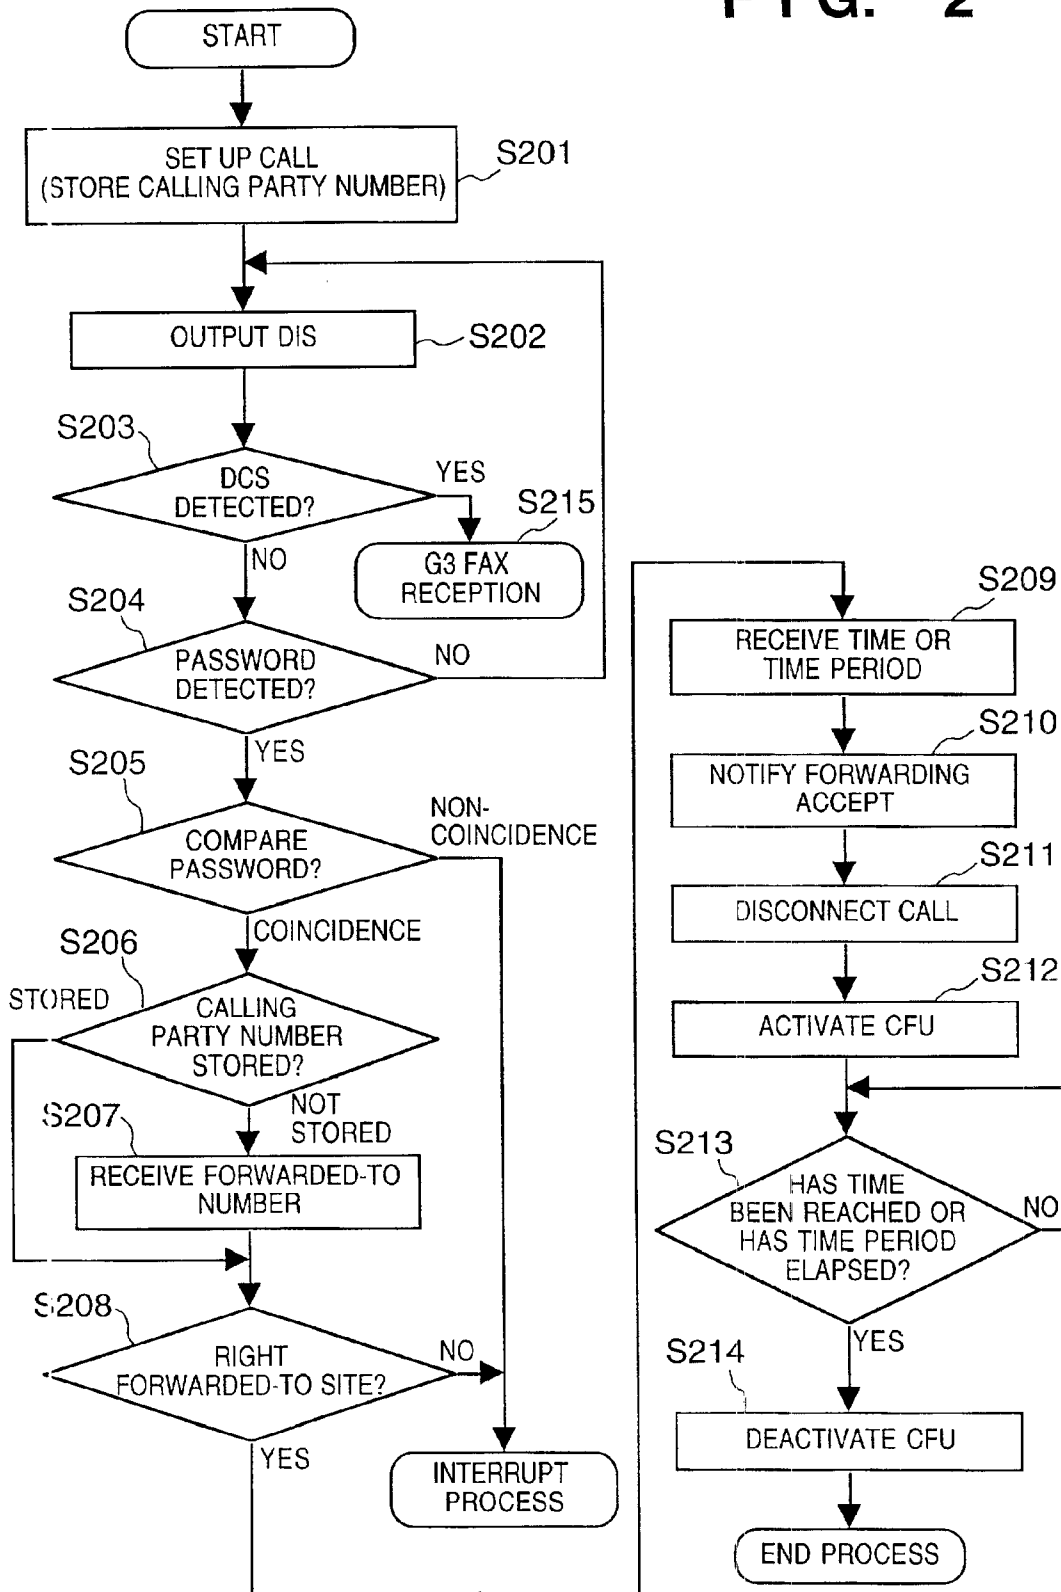 FIG. 2
START
SET UP CALL
(STORE CALLING PARTY NUMBER)
S201
OUTPUT DIS
S202
S203
DCS
DETECTED?
YES
S215
G3 FAX
RECEPTION
NO
S204
PASSWORD
DETECTED?
NO
YES
S205
COMPARE
PASSWORD?
NON-
COINCIDENCE
COINCIDENCE
S206
STORED
CALLING
PARTY NUMBER
STORED?
NOT
STORED
S207
RECEIVE FORWARDED-TO
NUMBER
S208
RIGHT
FORWARDED-TO SITE?
NO
YES
INTERRUPT
PROCESS
S209
RECEIVE TIME OR
TIME PERIOD
S210
NOTIFY FORWARDING
ACCEPT
S211
DISCONNECT CALL
S212
ACTIVATE CFU
S213
HAS TIME
BEEN REACHED OR
HAS TIME PERIOD
ELAPSED?
NO
YES
S214
DEACTIVATE CFU
END PROCESS